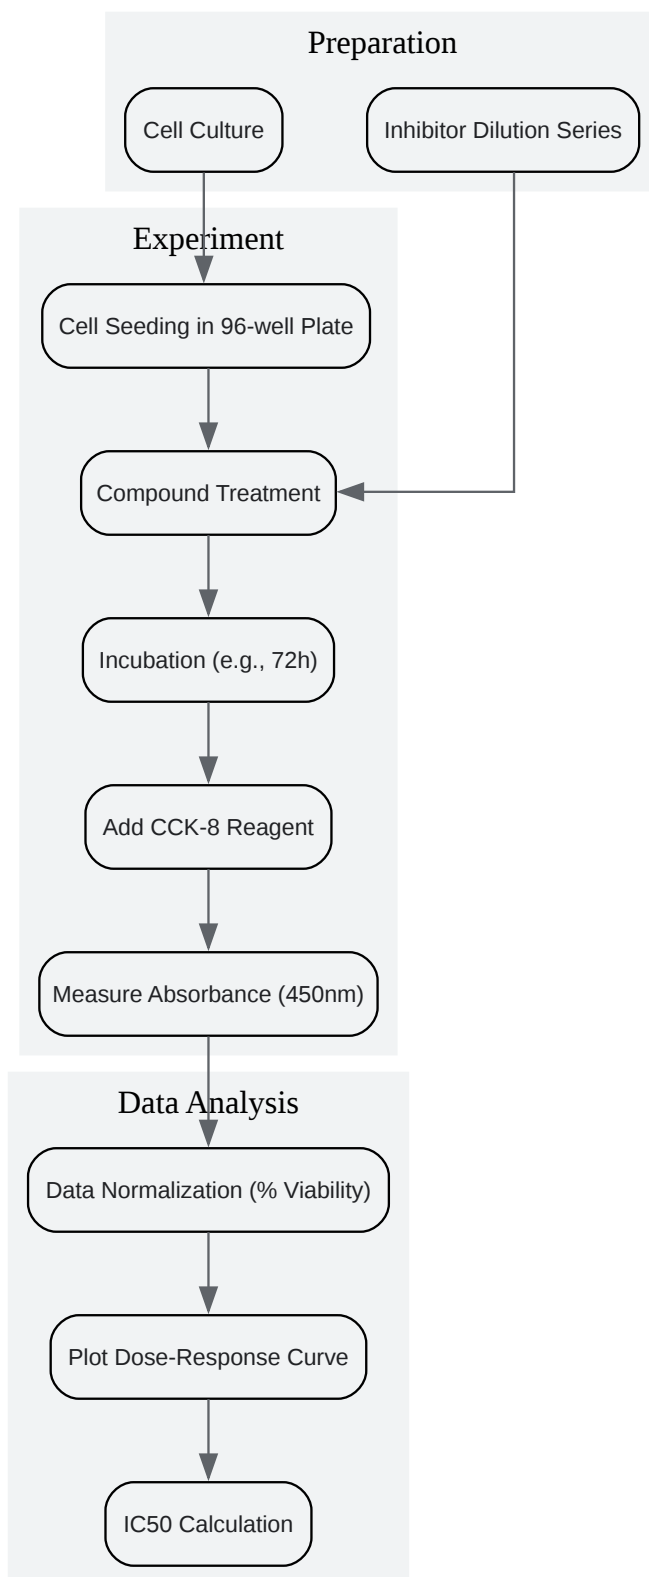 Preparation
Cell Culture
Inhibitor Dilution Series
Experiment
Cell Seeding in 96-well Plate
Compound Treatment
Incubation (e.g., 72h)
Add CCK-8 Reagent
Measure Absorbance (450nm)
Data Analysis
Data Normalization (% Viability)
Plot Dose-Response Curve
IC50 Calculation